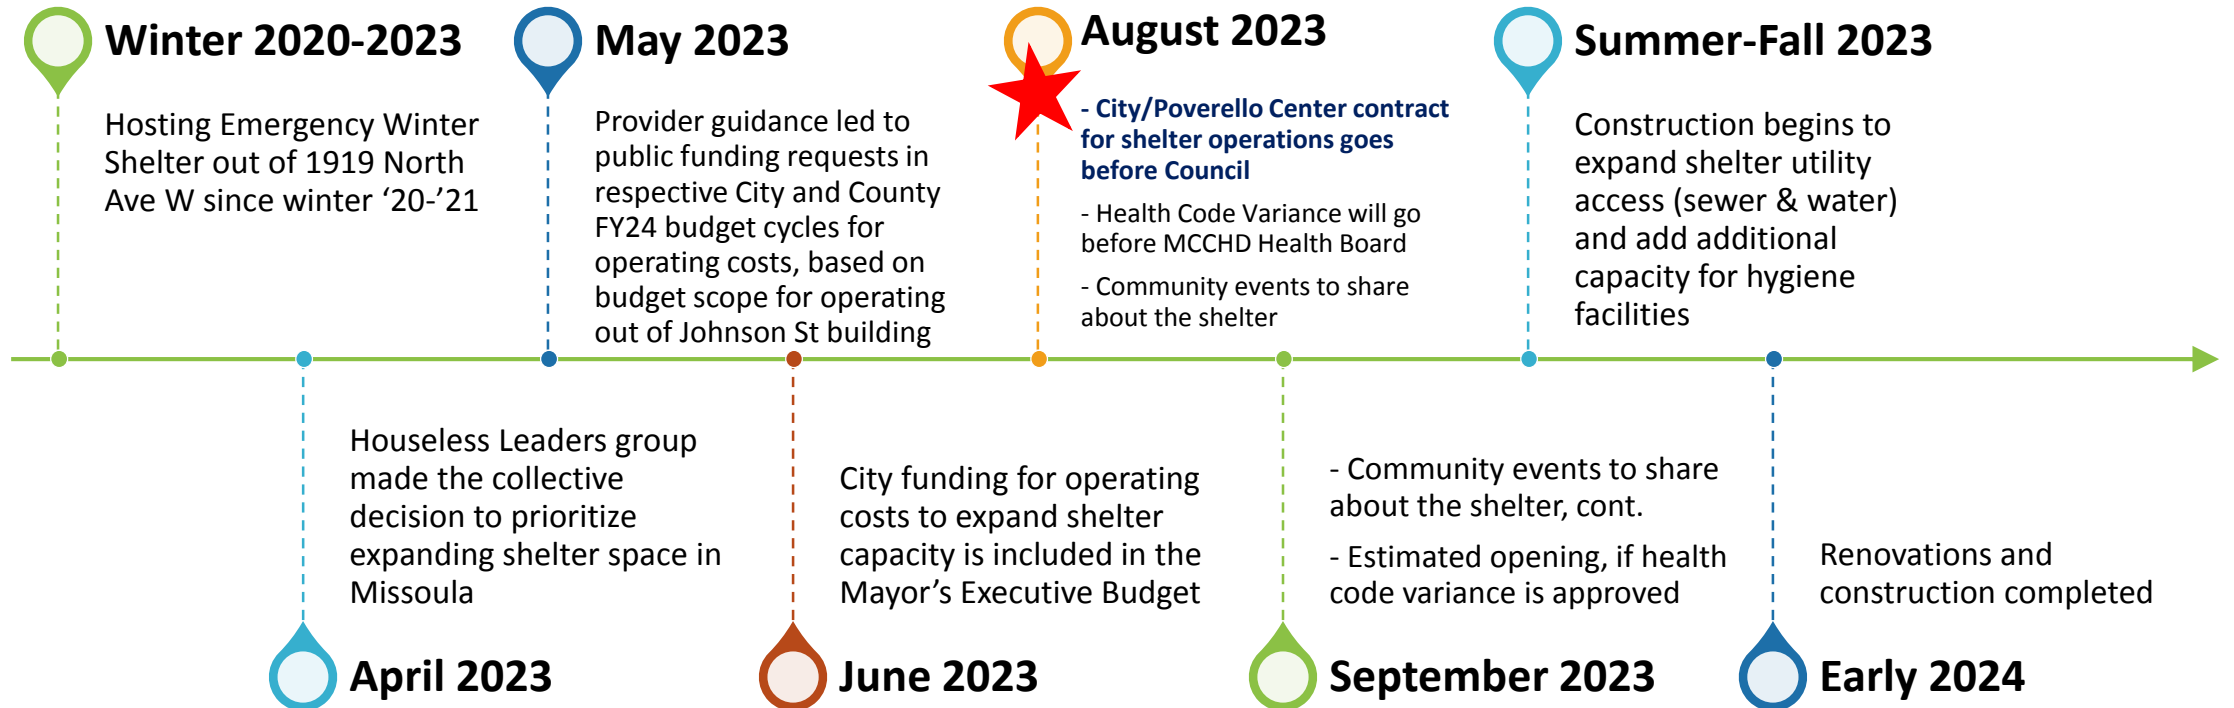 Winter 2020-2023
Hosting Emergency Winter
Shelter out of 1919 North
Ave W since winter ‘20-’21
April 2023
Houseless Leaders group
made the collective
decision to prioritize
expanding shelter space in
Missoula
May 2023
Provider guidance led to
public funding requests in
respective City and County
FY24 budget cycles for
operating costs, based on
budget scope for operating
out of Johnson St building
June 2023
City funding for operating
costs to expand shelter
capacity is included in the
Mayor’s Executive Budget
August 2023
- City/Poverello Center contract
for shelter operations goes
before Council
- Health Code Variance will go
before MCCHD Health Board
- Community events to share
about the shelter
September 2023
- Community events to share
about the shelter, cont.
- Estimated opening, if health
code variance is approved
Summer-Fall 2023
Construction begins to
expand shelter utility
access (sewer & water)
and add additional
capacity for hygiene
facilities
Early 2024
Renovations and
construction completed